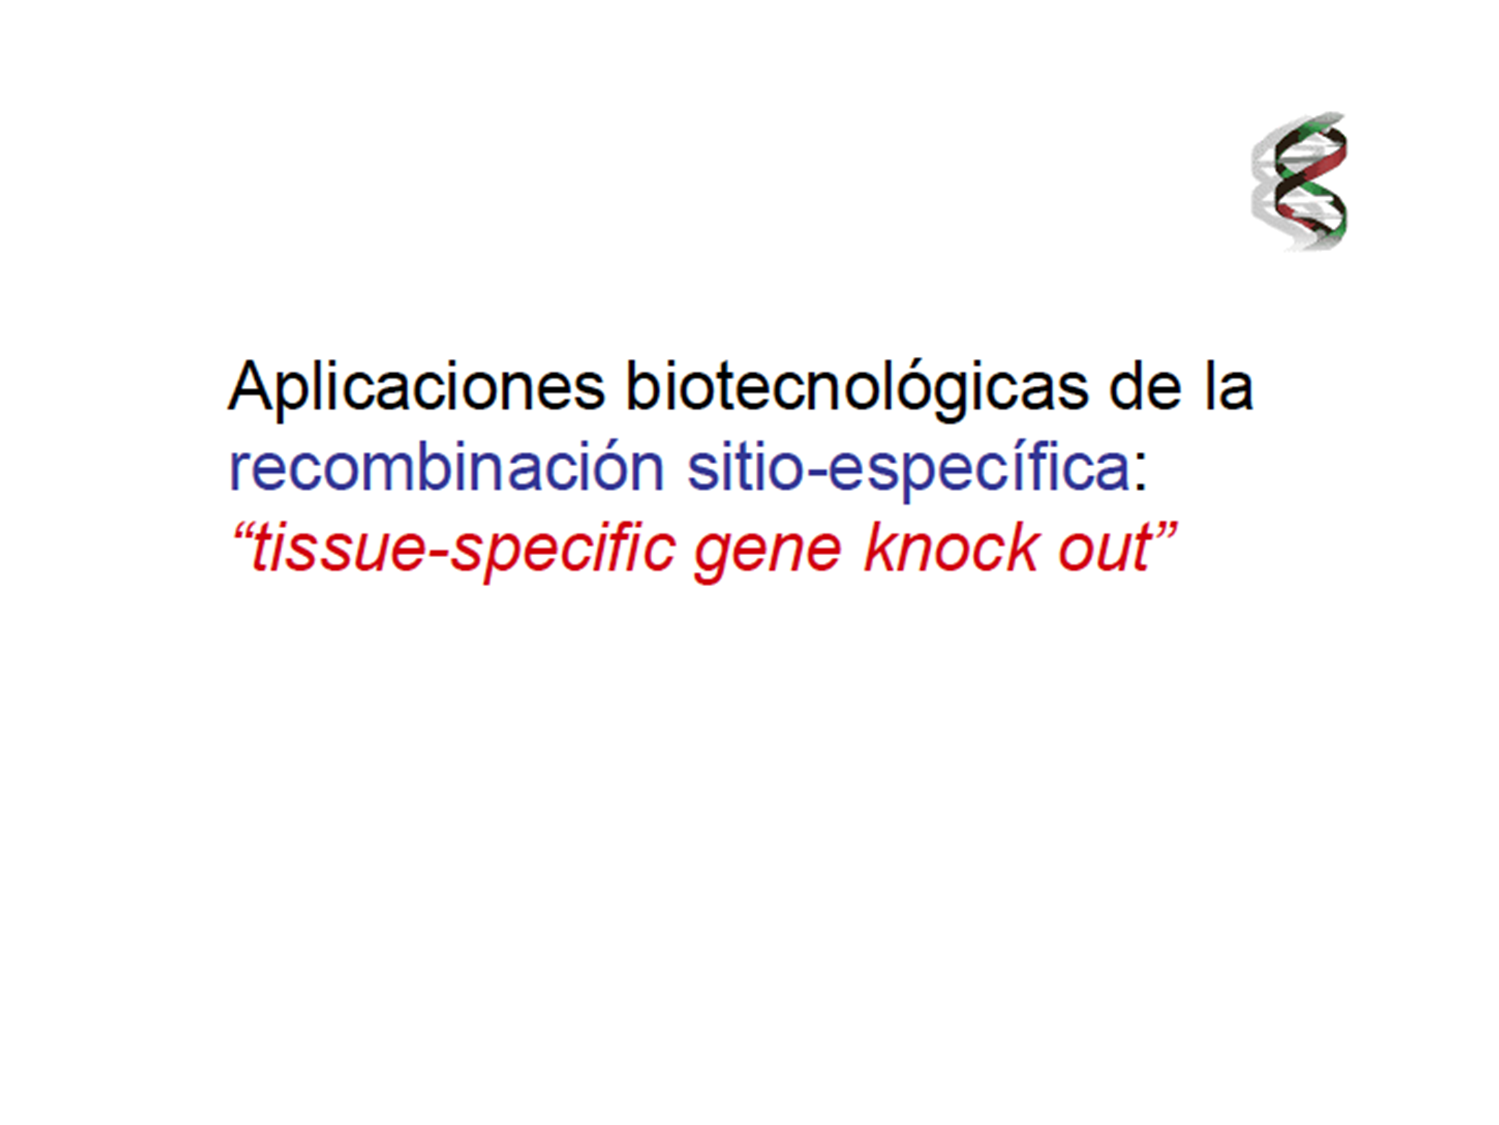 Aplicaciones biotecnológicas de la
recombinación sitio-específica:
“tissue-specific gene knock out”